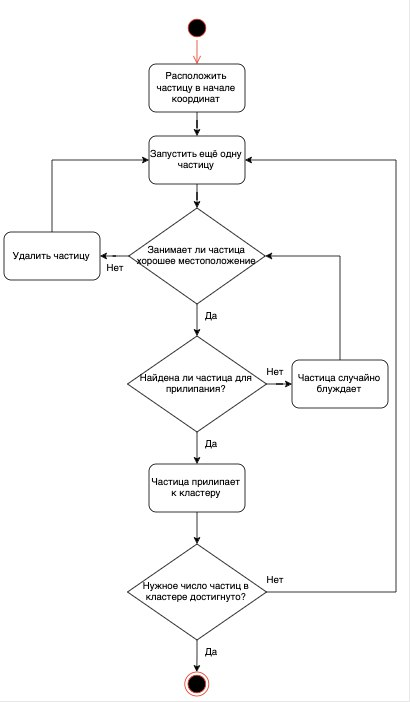 Расположить
частицу в начале
координат
Запустить ещё одну
частицу
Занимает ли частица
хорошее местоположение
Удалить частицу
Нет
Да
Найдена ли частица для
прилипания?
Нет
Частица случайно
блуждает
Да
Частица прилипает
к кластеру
Нужное число частиц в
кластере достигнуто?
Нет
Да